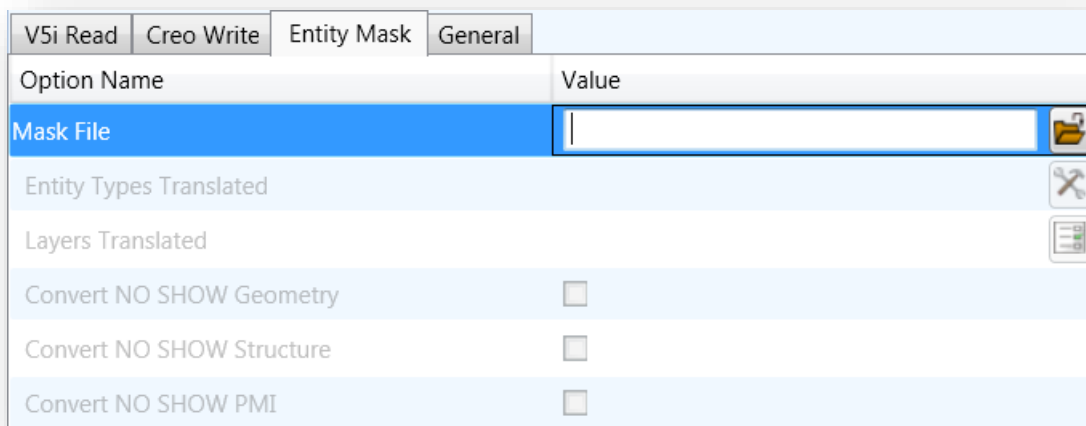 V5i Read Creo Write Entity Mask General
Option Name Value
Mask File
Entity Types Translated
Layers Translated
Convert NO SHOW Geometry
Convert NO SHOW Structure
Convert NO SHOW PMI